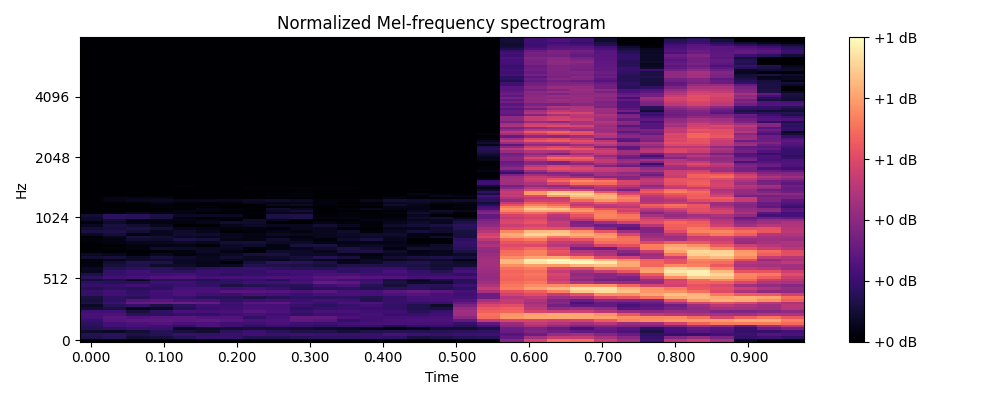 Normalized Mel-frequency spectrogram
+1 dB
4096
+1 dB
2048
+1 dB
Hz
1024
+0 dB
512
+0 dB
0
+0 dB
0.000 0.100 0.200 0.300 0.400 0.500 0.600 0.700 0.800 0.900
Time